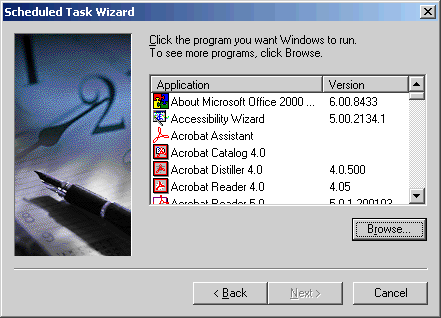 Scheduled Task Wizard
Click the program you want Windows to run.
To see more programs, click Browse.
Application Version
About Microsoft Office 2000 ... 6.00.8433
Accessibility Wizard 5.00.2134.1
Acrobat Assistant
Acrobat Catalog 4.0
Acrobat Distiller 4.0 4.0.500
Acrobat Reader 4.0 4.05
Acrobat Reader 5.0 5.0.1.200103
Browse...
< Back Next > Cancel